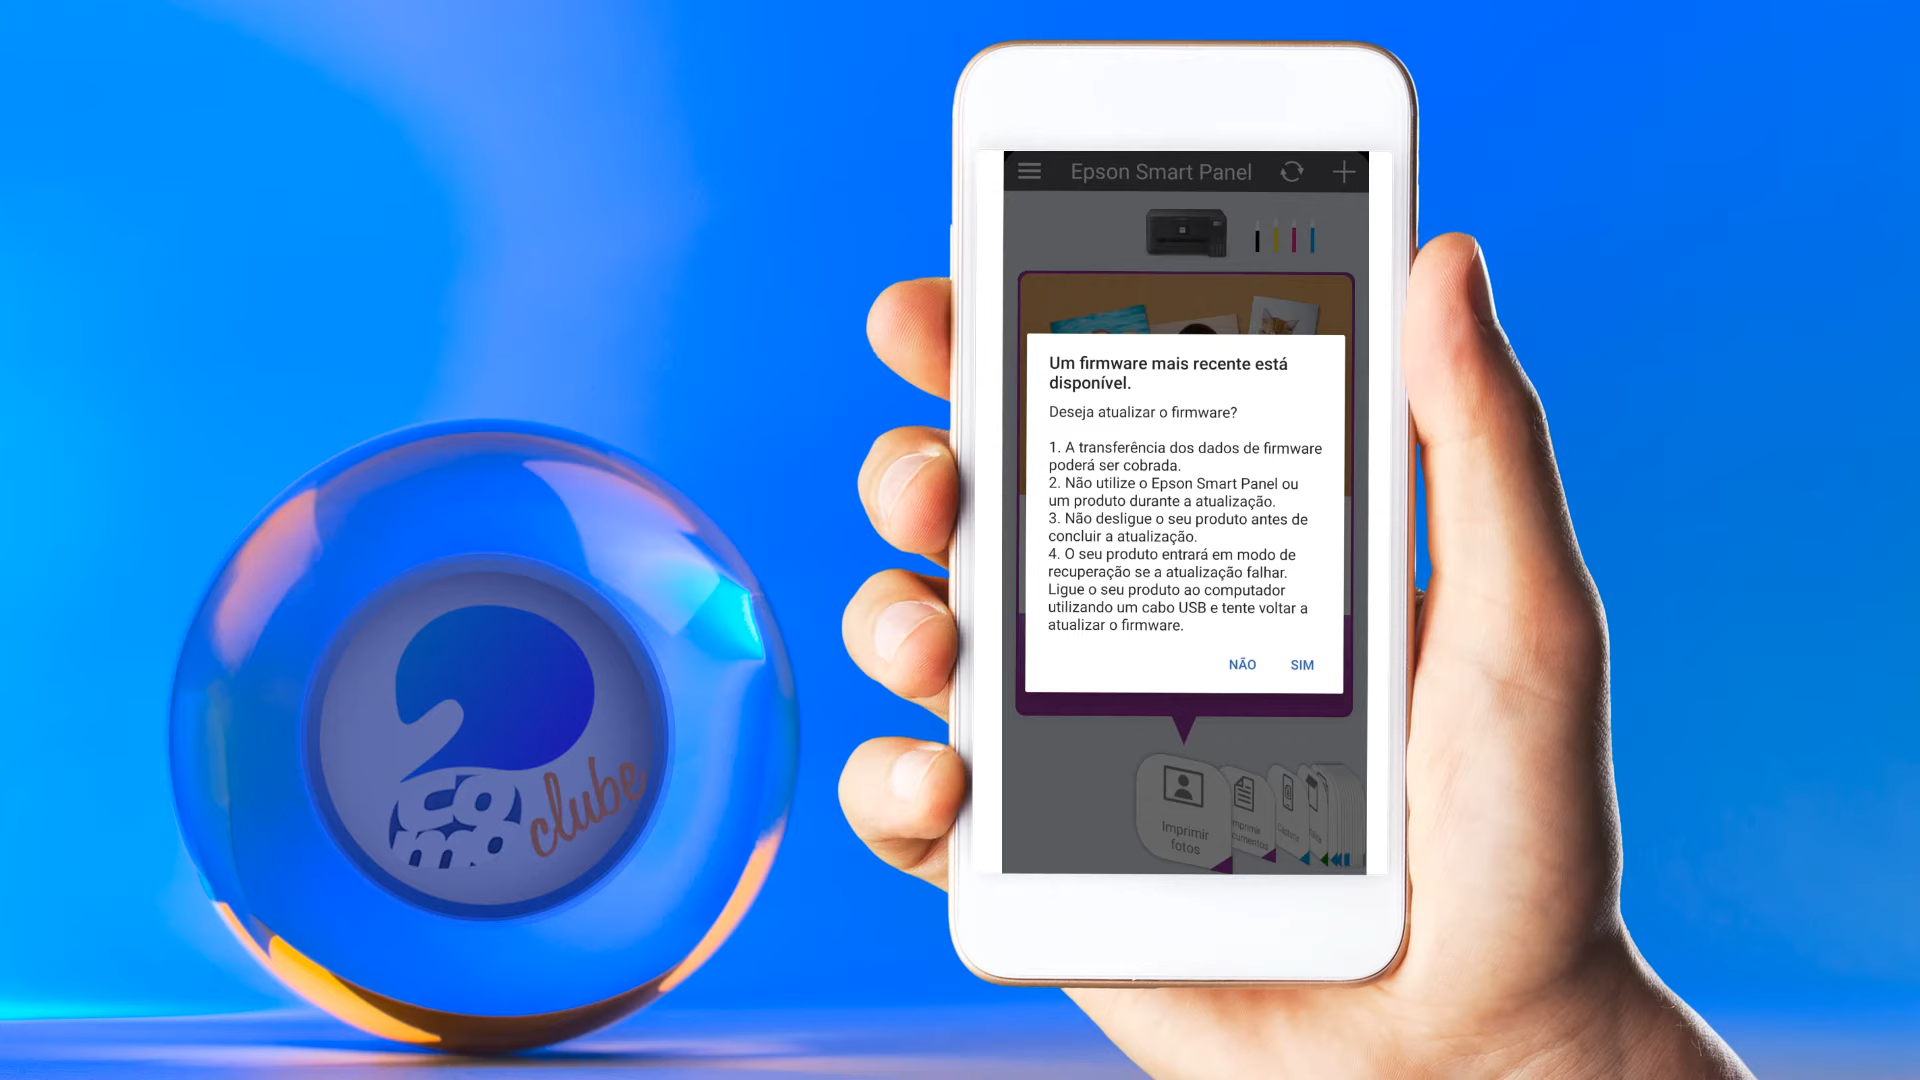 Epson Smart Panel
Um firmware mais recente está
disponível.
Deseja atualizar o firmware?
1. A transferência dos dados de firmware
poderá ser cobrada.
2. Não utilize o Epson Smart Panel ou
um produto durante a atualização.
3. Não desligue o seu produto antes de
concluir a atualização.
4. O seu produto entrará em modo de
recuperação se a atualização falhar.
Ligue o seu produto ao computador
utilizando um cabo USB e tente voltar a
atualizar o firmware.
NÃO SIM
Imprimir
fotos
como
clube